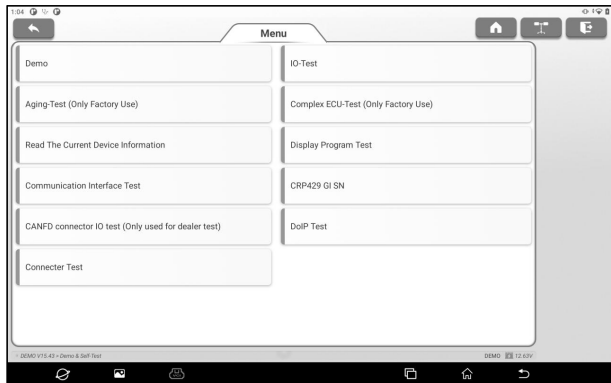 1:04
Menu
Demo
IO-Test
Aging-Test (Only Factory Use)
Complex ECU-Test (Only Factory Use)
Read The Current Device Information
Display Program Test
Communication Interface Test
CRP429 GI SN
CANFD connector IO test (Only used for dealer test)
DoIP Test
Connecter Test
DEMO V15.43 > Demo & Self-Test
DEMO 12.63V